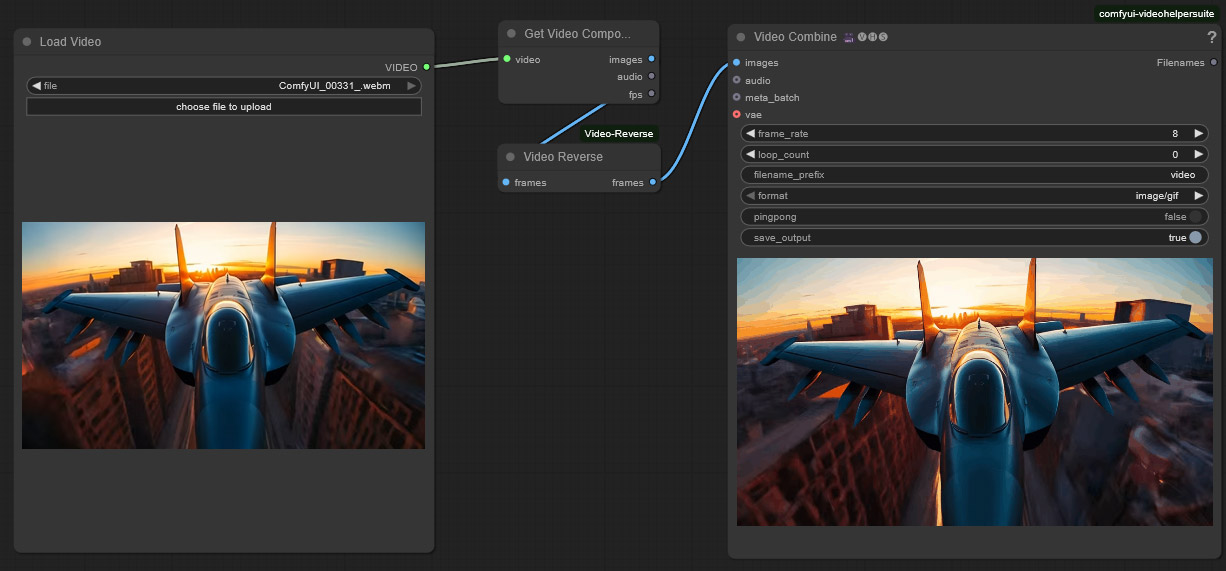 Load Video
VIDEO
file ComfyUI_00331_.webm
choose file to upload
Get Video Compo...
video images
audio
fps
Video-Reverse
Video Reverse
frames frames
comfyui-videohelpersuite
Video Combine VHS ?
images Filenames
audio
meta_batch
vae
frame_rate 8
loop_count 0
filename_prefix video
format image/gif
pingpong false
save_output true